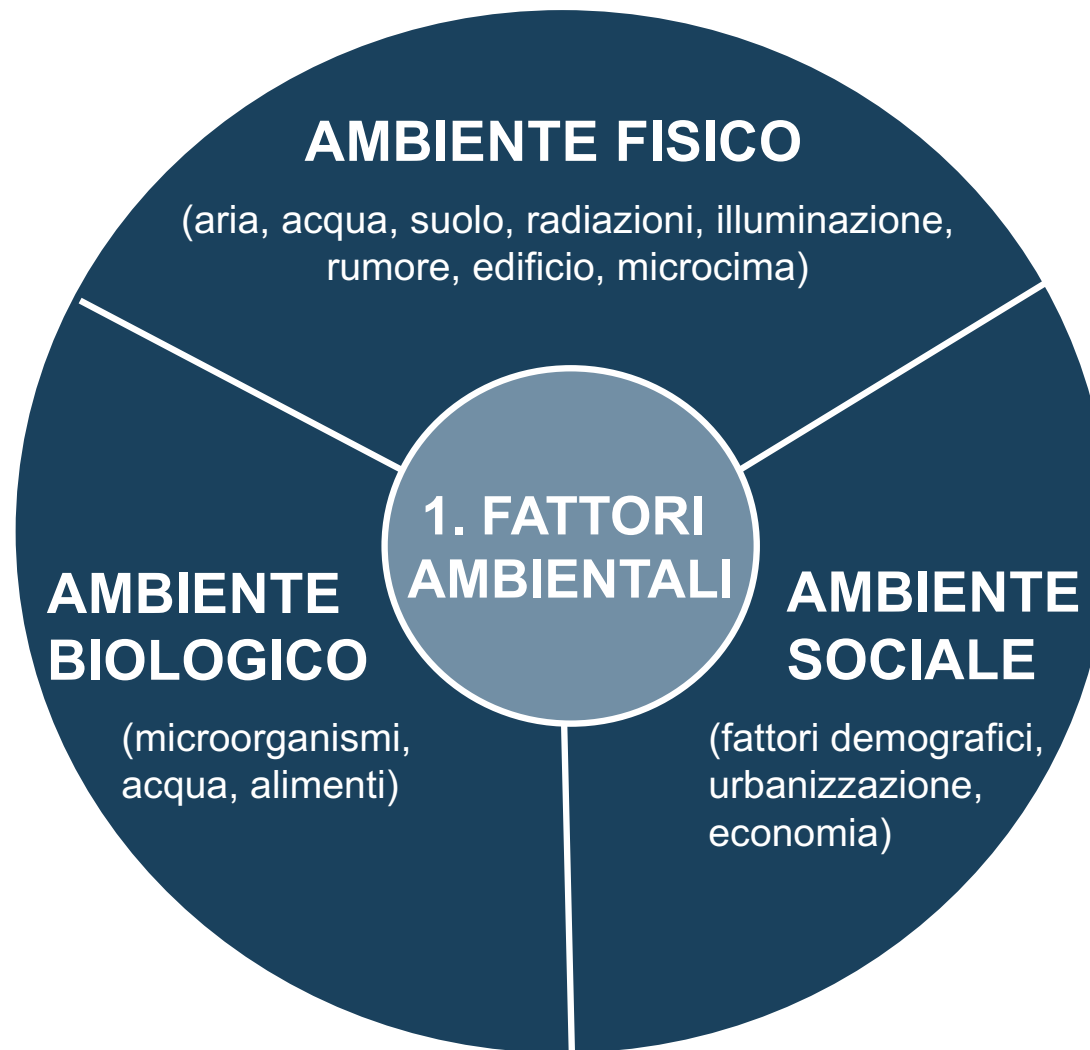 AMBIENTE FISICO
(aria, acqua, suolo, radiazioni, illuminazione,
rumore, edificio, microcima)
1. FATTORI
AMBIENTALI
AMBIENTE
BIOLOGICO
(microorganismi,
acqua, alimenti)
AMBIENTE
SOCIALE
(fattori demografici,
urbanizzazione,
economia)